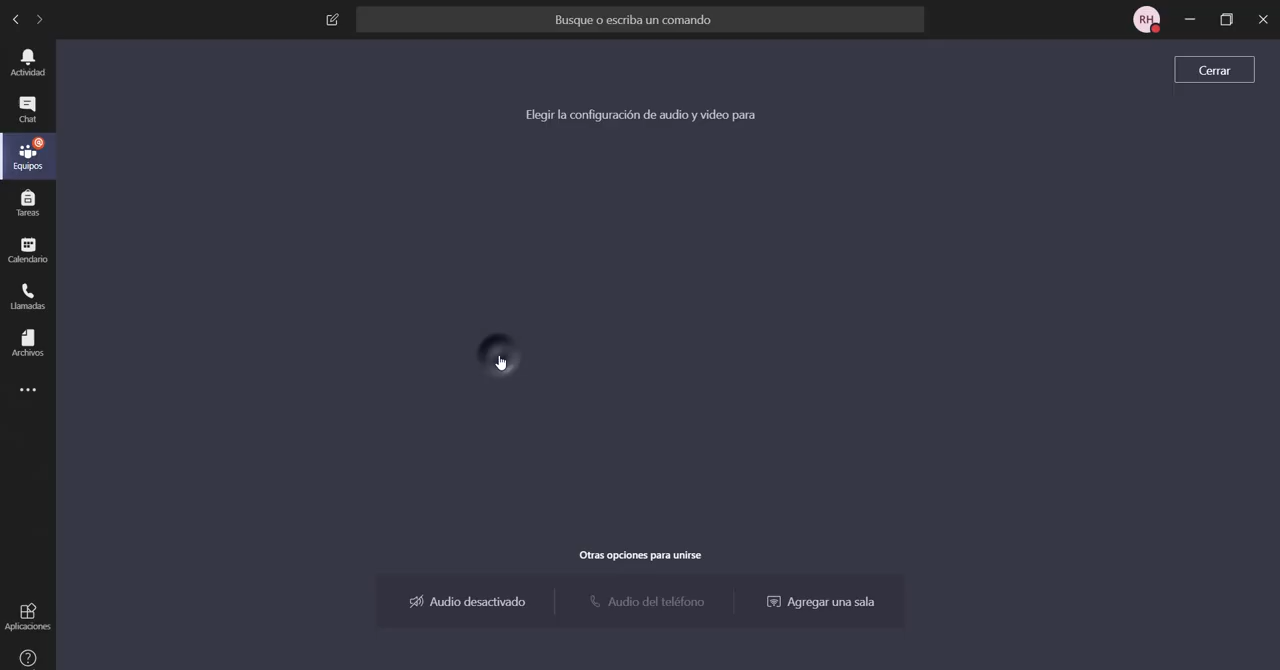 Busque o escriba un comando
RH
Actividad
Chat
Equipos
Tareas
Calendario
Llamadas
Archivos
Aplicaciones
Cerrar
Elegir la configuración de audio y video para
Otras opciones para unirse
Audio desactivado
Audio del teléfono
Agregar una sala